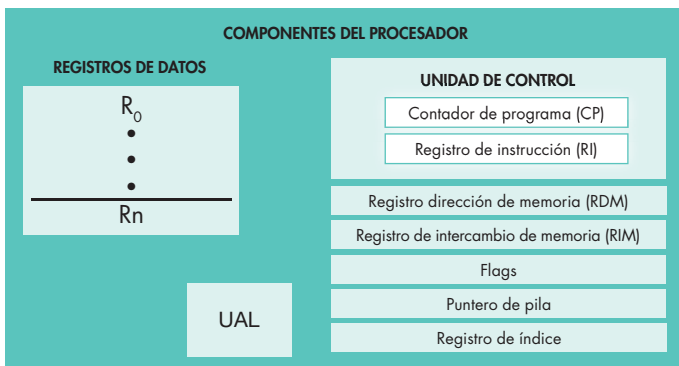 COMPONENTES DEL PROCESADOR
REGISTROS DE DATOS
R₀
Rn
UAL
UNIDAD DE CONTROL
Contador de programa (CP)
Registro de instrucción (RI)
Registro dirección de memoria (RDM)
Registro de intercambio de memoria (RIM)
Flags
Puntero de pila
Registro de índice